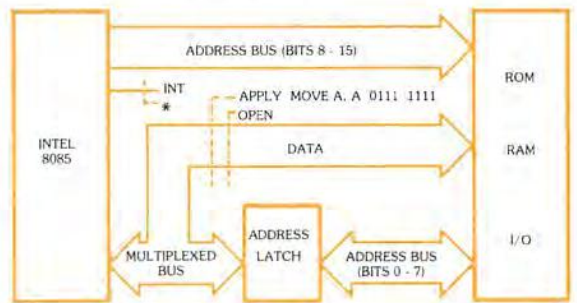 ADDRESS BUS (BITS 8 - 15)
ROM
INT
*
APPLY MOVE A, A 0111 1111
OPEN
INTEL
8085
DATA
RAM
ADDRESS
LATCH
MULTIPLEXED
BUS
ADDRESS BUS
(BITS 0 - 7)
I/O